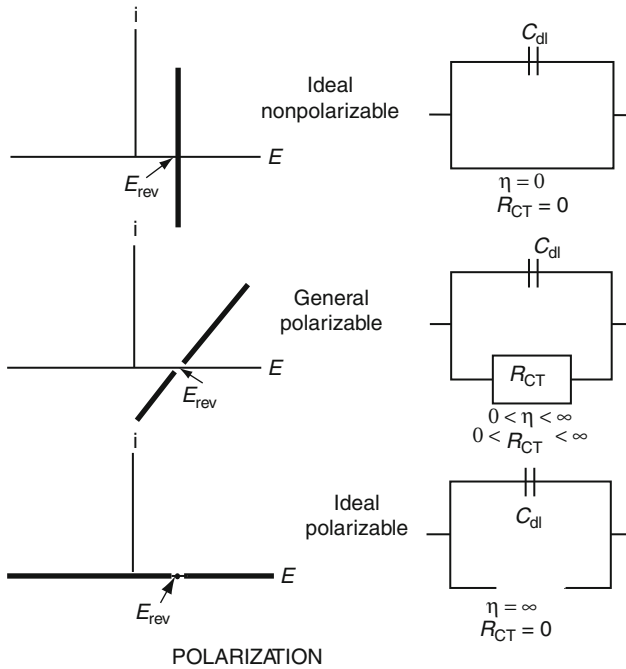 i
Ideal
nonpolarizable
E
E_rev
C_dl
η = 0
R_CT = 0
i
General
polarizable
E
E_rev
C_dl
R_CT
0 < η < ∞
0 < R_CT < ∞
i
Ideal
polarizable
E
E_rev
C_dl
η = ∞
R_CT = 0
POLARIZATION